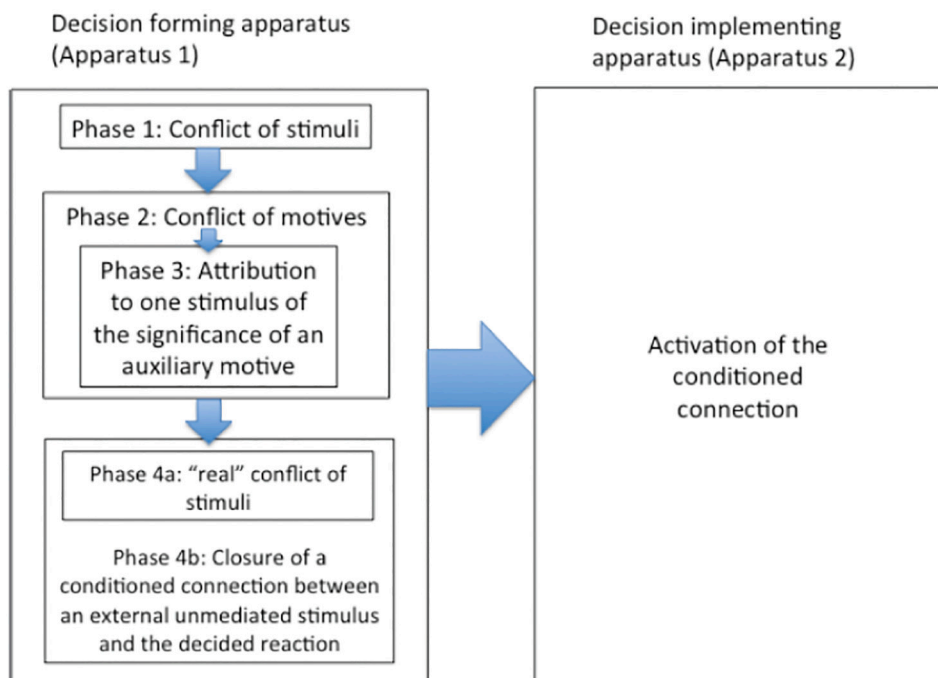 Decision forming apparatus
(Apparatus 1)
Phase 1: Conflict of stimuli
Phase 2: Conflict of motives
Phase 3: Attribution
to one stimulus of
the significance of an
auxiliary motive
Phase 4a: “real” conflict of
stimuli
Phase 4b: Closure of a
conditioned connection between
an external unmediated stimulus
and the decided reaction
Decision implementing
apparatus (Apparatus 2)
Activation of the
conditioned
connection